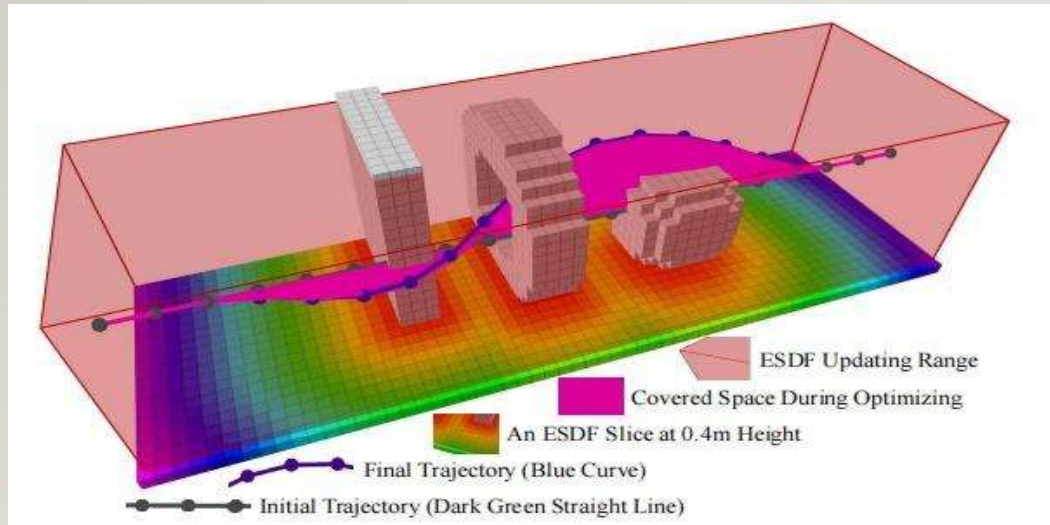 ESDF Updating Range
Covered Space During Optimizing
An ESDF Slice at 0.4m Height
Final Trajectory (Blue Curve)
Initial Trajectory (Dark Green Straight Line)